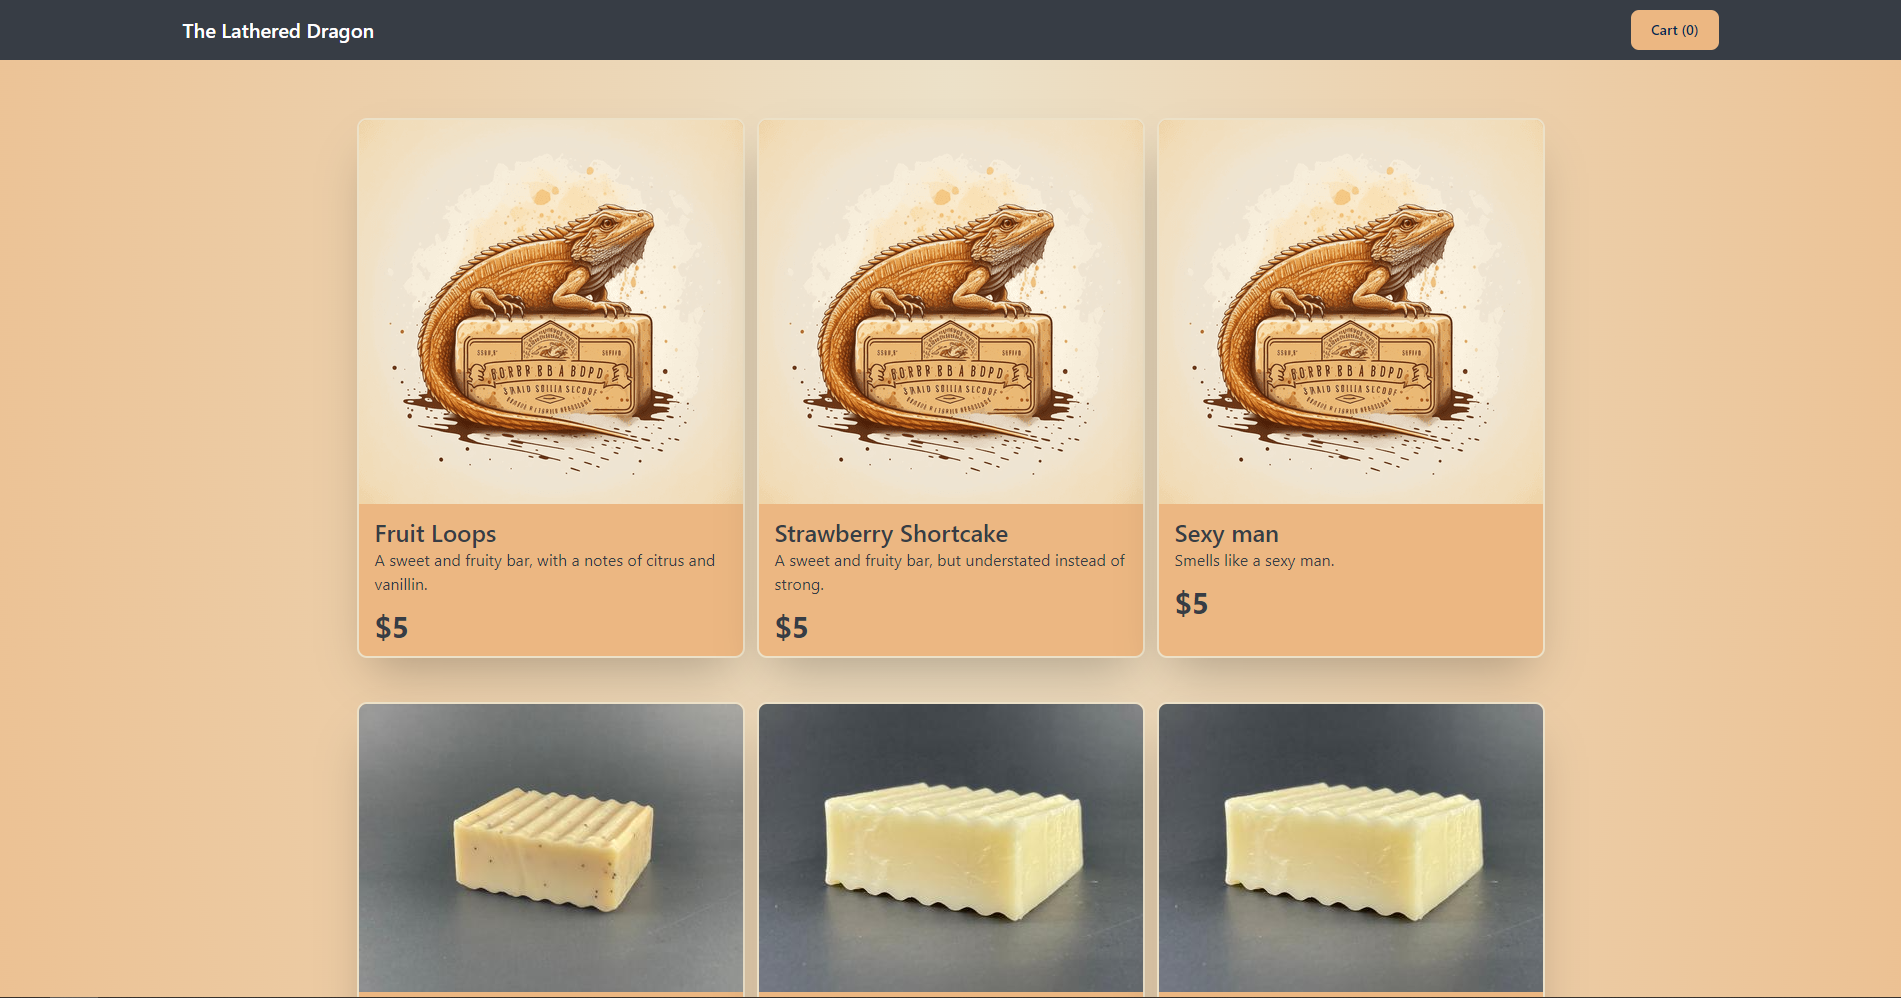 The Lathered Dragon
Cart (0)
Fruit Loops
A sweet and fruity bar, with a notes of citrus and
vanillin.
$5
Strawberry Shortcake
A sweet and fruity bar, but understated instead of
strong.
$5
Sexy man
Smells like a sexy man.
$5